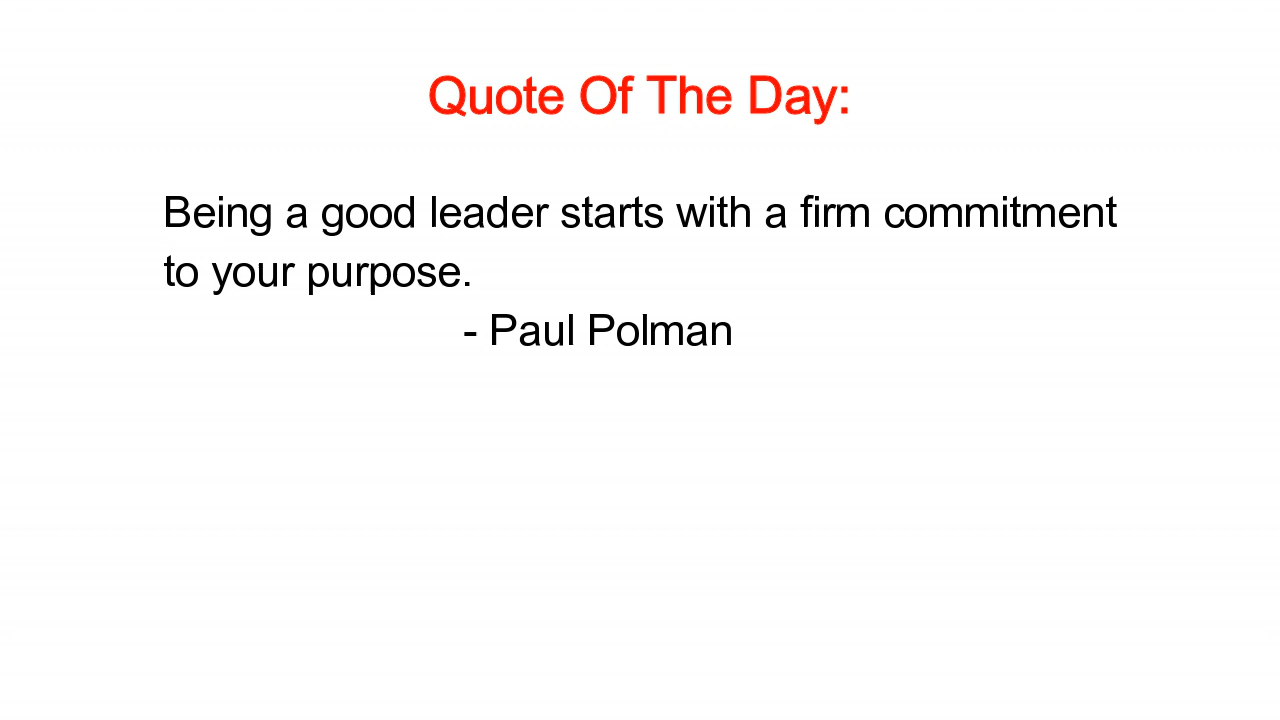 Quote Of The Day:
Being a good leader starts with a firm commitment
to your purpose.
- Paul Polman